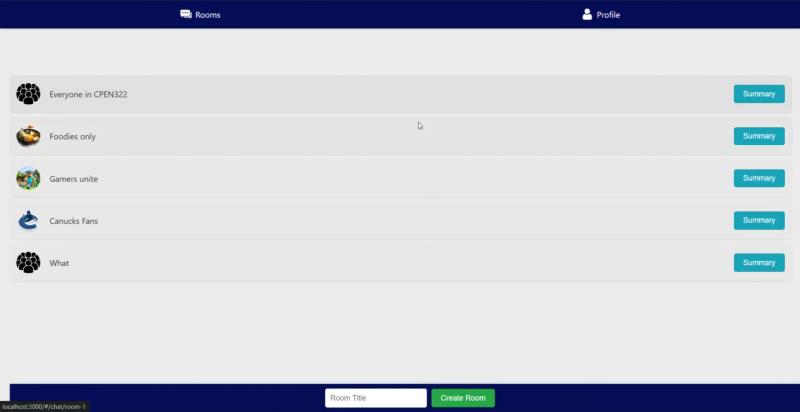 Rooms
Profile
Everyone in CPEN322
Summary
Foodies only
Summary
Gamers unite
Summary
Canucks Fans
Summary
What
Summary
Room Title
Create Room
localhost:3000/#/chat/room-1